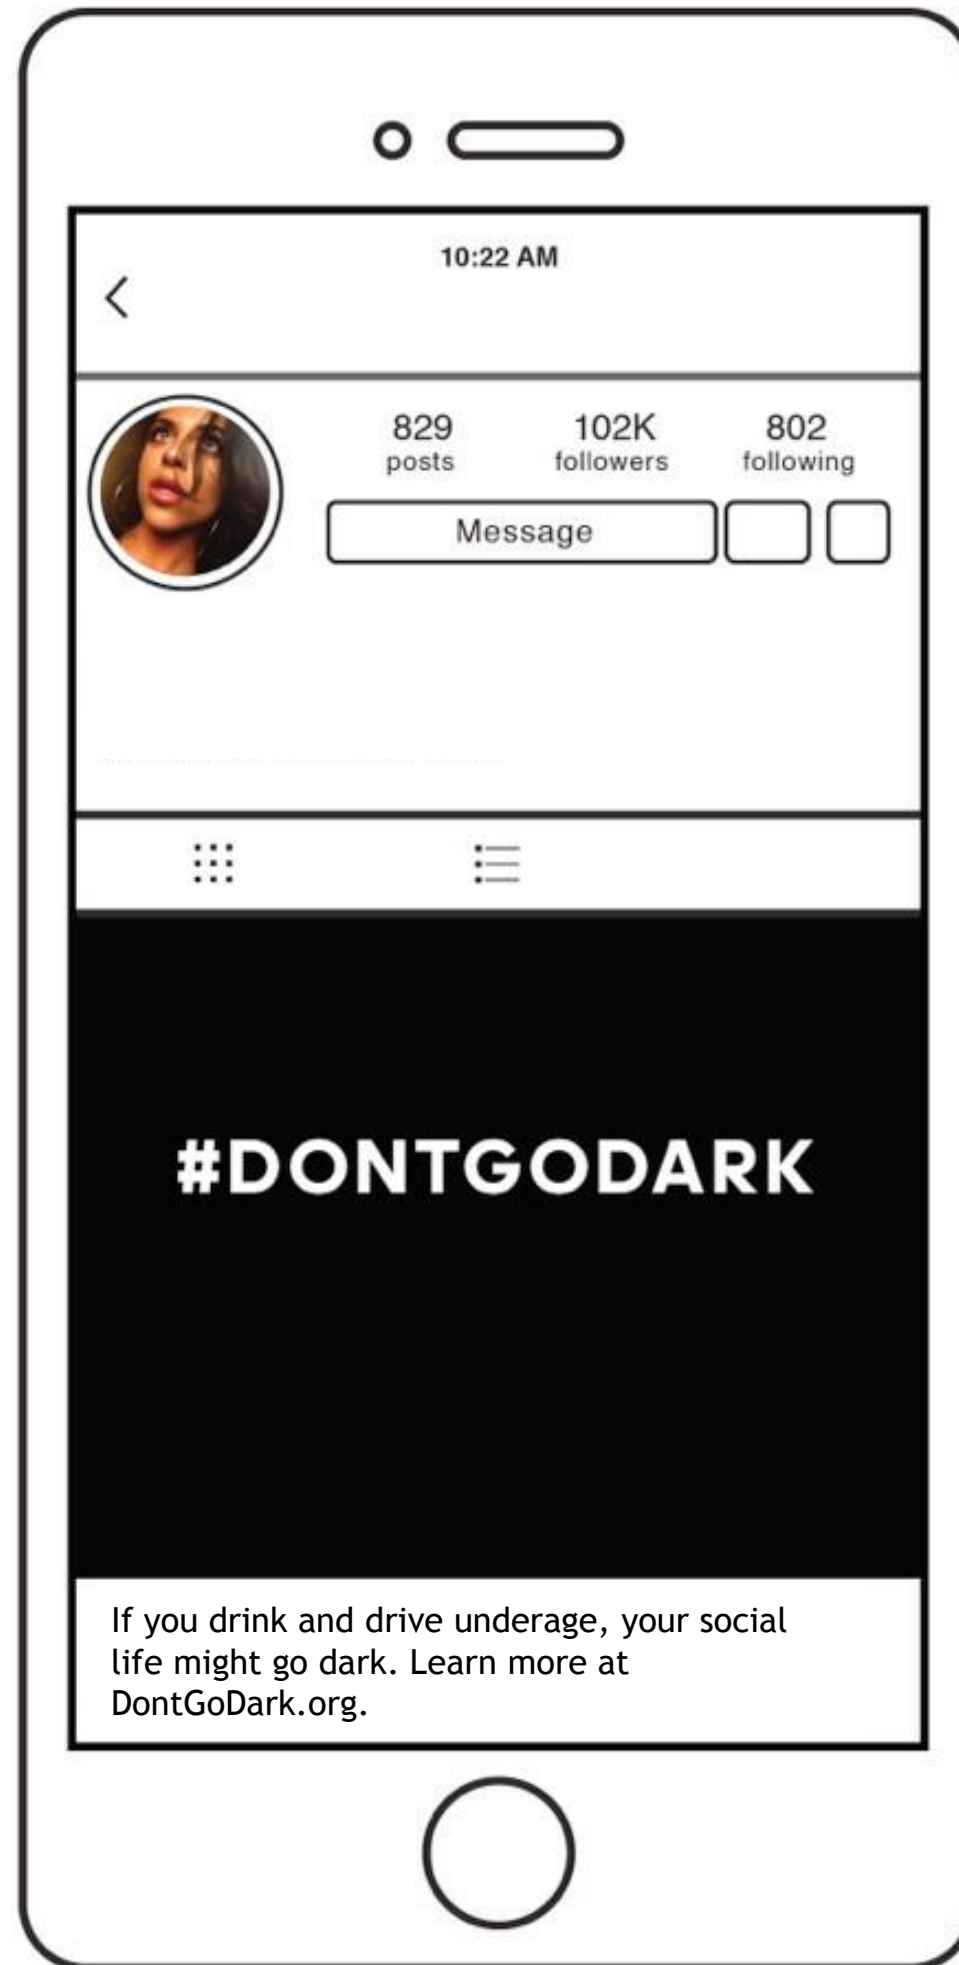 10:22 AM
829 102K 802
posts followers following
Message
#DONTGODARK
If you drink and drive underage, your social
life might go dark. Learn more at
DontGoDark.org.